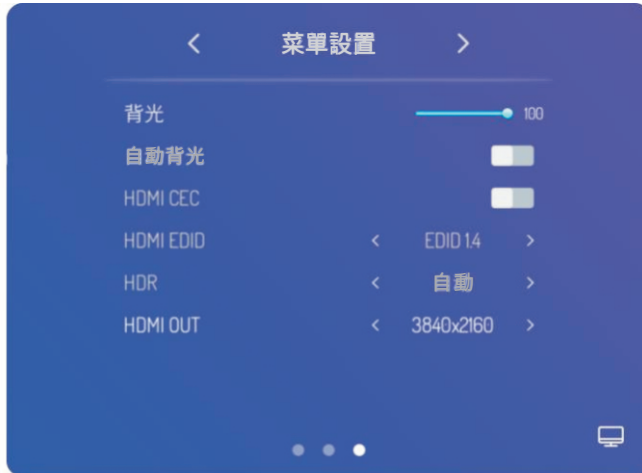 菜單設置
背光 100
自動背光
HDMI CEC
HDMI EDID EDID 1.4
HDR 自動
HDMI OUT 3840x2160